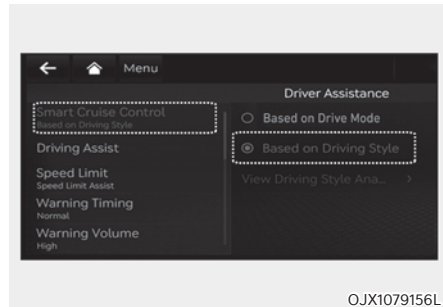 Menu
Driver Assistance
Smart Cruise Control
Based on Driving Style
Driving Assist
Speed Limit
Speed Limit Assist
Warning Timing
Normal
Warning Volume
High
Based on Drive Mode
Based on Driving Style
View Driving Style Ana...
OJX1079156L